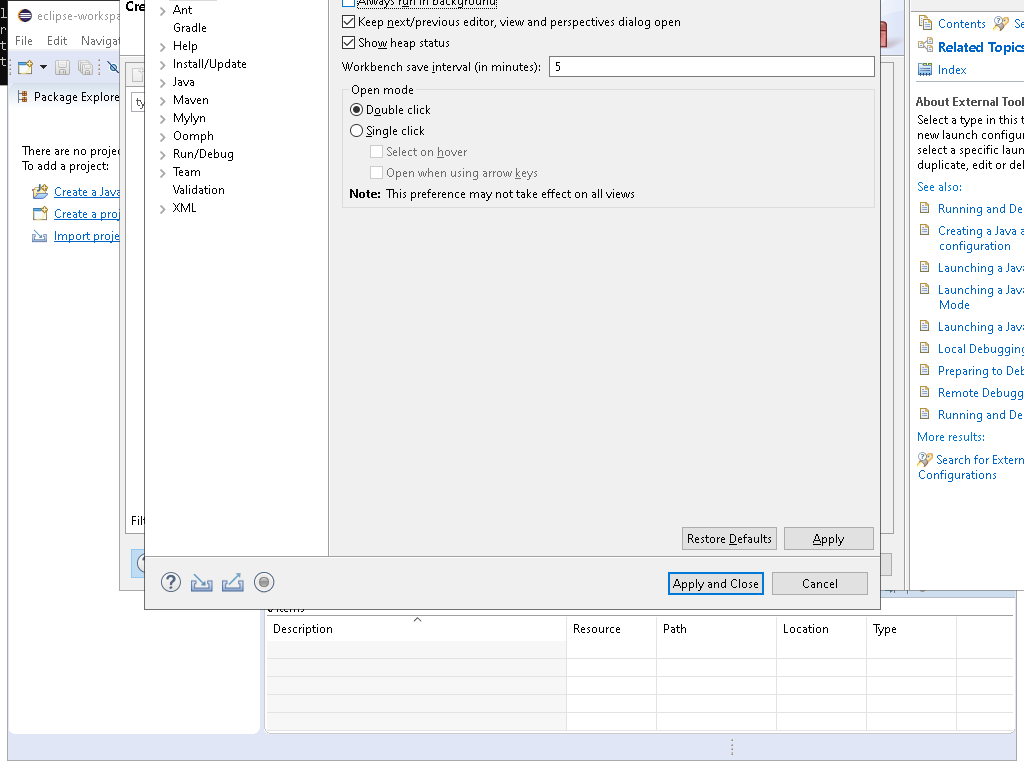 eclipse-workspa
Cre
File Edit Navigat
Package Explore
There are no projec
To add a project:
Create a Java
Create a proj
Import proje
ty
Filt
Ant
Gradle
Help
Install/Update
Java
Maven
Mylyn
Oomph
Run/Debug
Team
Validation
XML
Always run in background
Keep next/previous editor, view and perspectives dialog open
Show heap status
Workbench save interval (in minutes): 5
Open mode
Double click
Single click
Select on hover
Open when using arrow keys
Note: This preference may not take effect on all views
Restore Defaults Apply
Apply and Close Cancel
Contents Se
Related Topics
Index
About External Tool
Select a type in this t
new launch configur
select a specific laun
duplicate, edit or del
See also:
Running and De
Creating a Java a
configuration
Launching a Java
Launching a Java
Mode
Launching a Java
Local Debugging
Preparing to Deb
Remote Debugg
Running and De
More results:
Search for Extern
Configurations
Description Resource Path Location Type